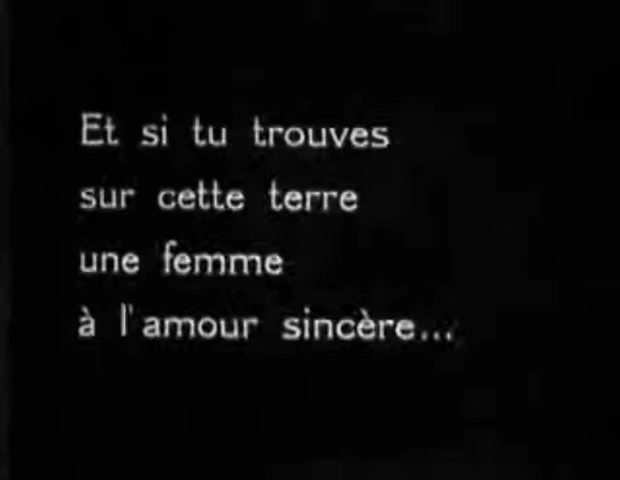 Et si tu trouves
sur cette terre
une femme
à l'amour sincère...